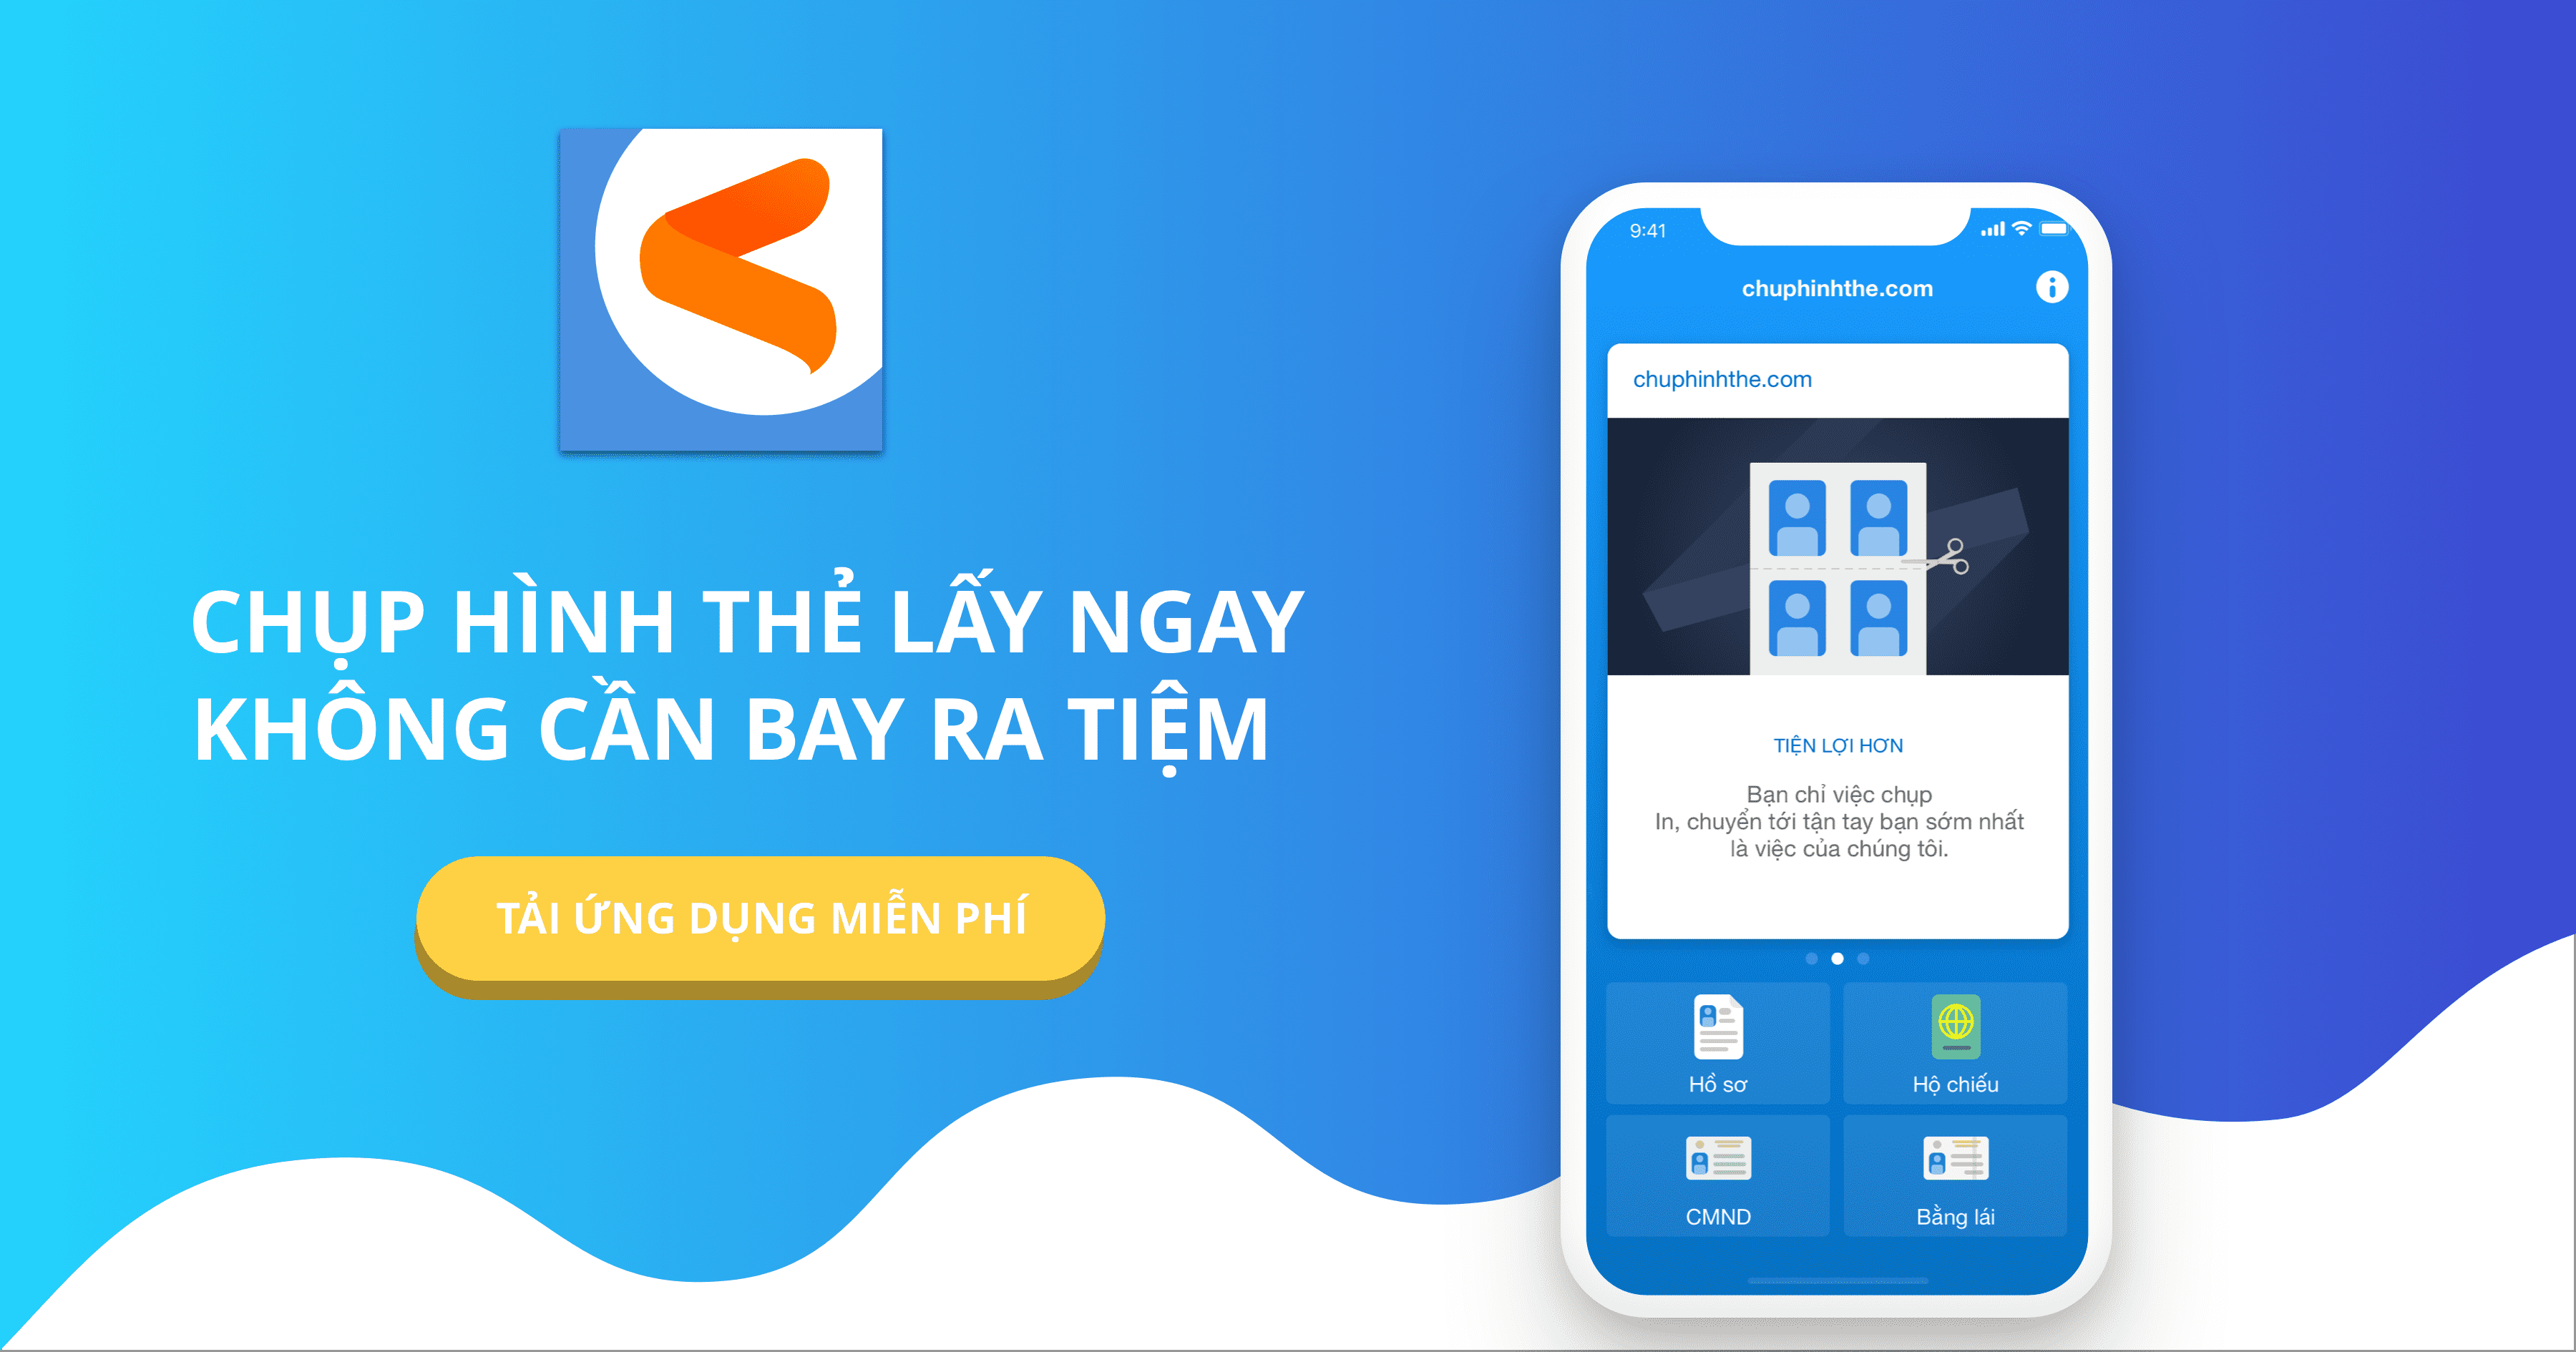 CHỤP HÌNH THẺ LẤY NGAY
KHÔNG CẦN BAY RA TIỆM
TẢI ỨNG DỤNG MIỄN PHÍ
9:41
chuphinhthe.com
chuphinhthe.com
TIỆN LỢI HƠN
Bạn chỉ việc chụp
In, chuyển tới tận tay bạn sớm nhất
là việc của chúng tôi.
Hồ sơ
Hộ chiếu
CMND
Bằng lái